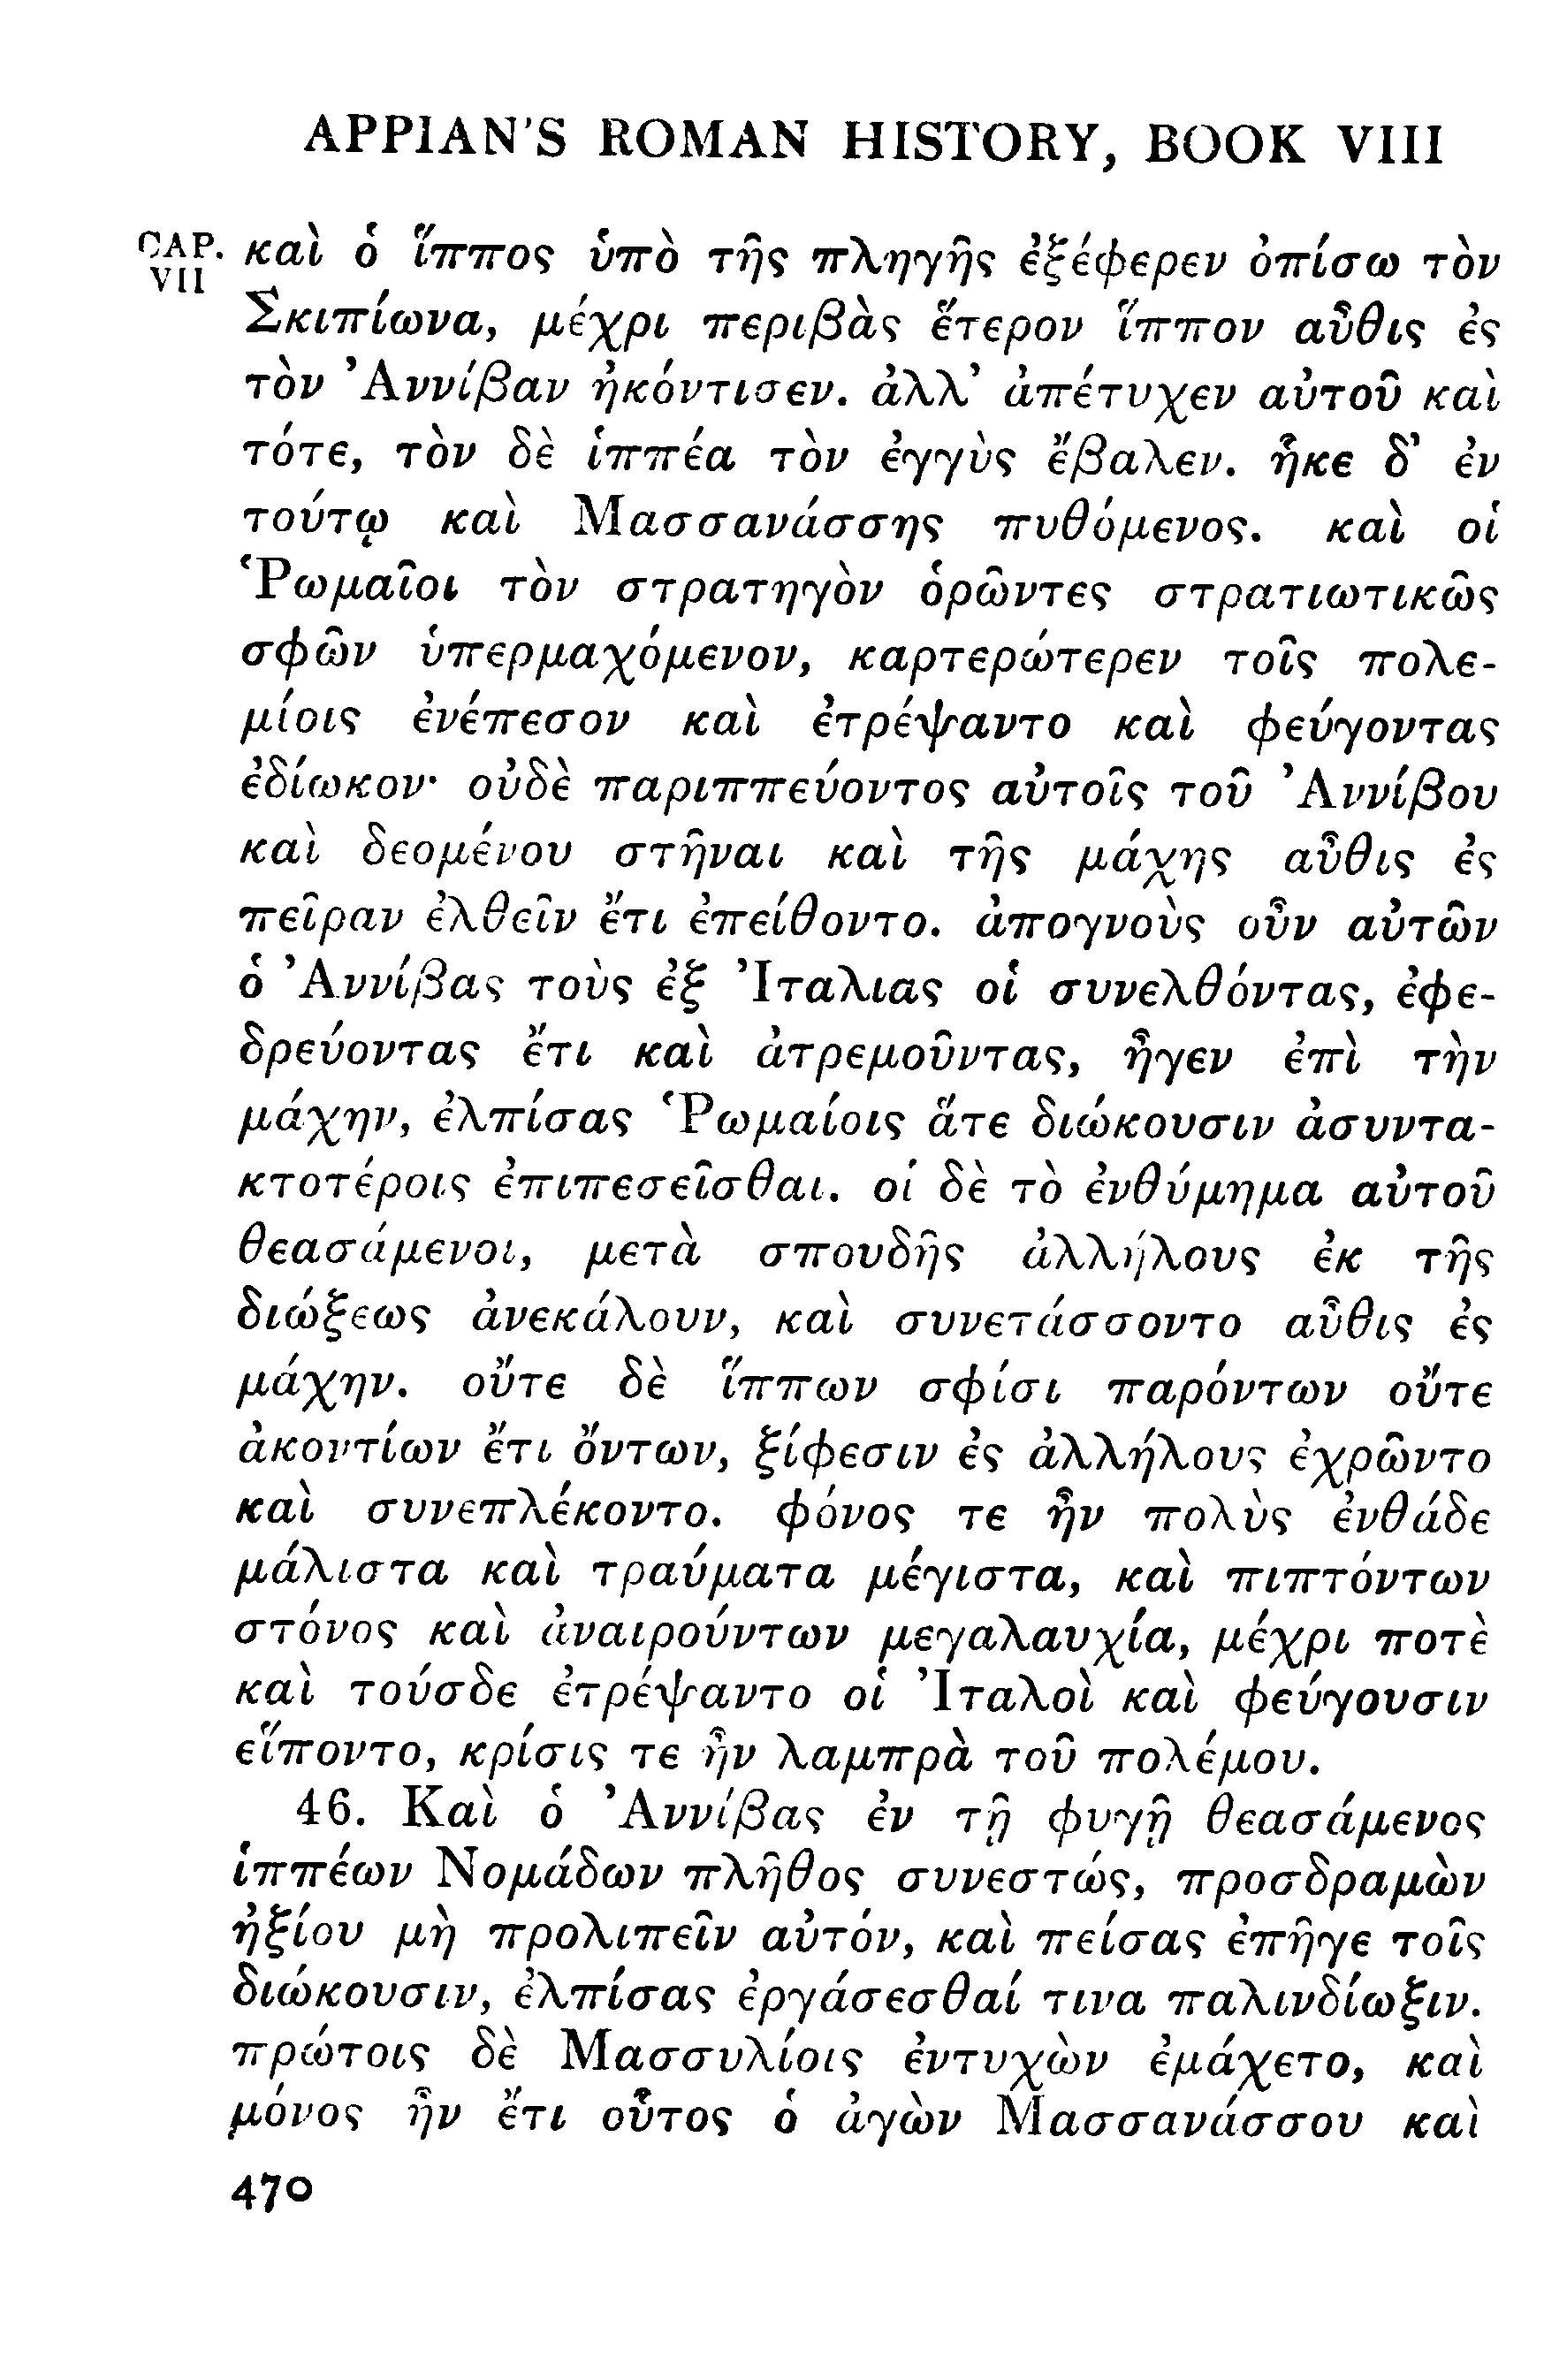 APPIAN'S ROMAN HISTORY, BOOK VIII
CAP. VII
καὶ ὁ ἵππος ὑπὸ τῆς πληγῆς ἐξέφερεν ὀπίσω τὸν
Σκιπίωνα, μέχρι περιβὰς ἕτερον ἵππον αὖθις ἐς
τὸν Ἀννίβαν ἠκόντισεν. ἀλλ’ ἀπέτυχεν αὐτοῦ καὶ
τότε, τὸν δὲ ἱππέα τὸν ἐγγὺς ἔβαλεν. ἧκε δ’ ἐν
τούτῳ καὶ Μασσανάσσης πυθόμενος. καὶ οἱ
Ῥωμαῖοι τὸν στρατηγὸν ὁρῶντες στρατιωτικῶς
σφῶν ὑπερμαχόμενον, καρτερώτερεν τοῖς πολε-
μίοις ἐνέπεσον καὶ ἐτρέψαντο καὶ φεύγοντας
ἐδίωκον· οὐδὲ παριππεύοντος αὐτοῖς τοῦ Ἀννίβου
καὶ δεομένου στῆναι καὶ τῆς μάχης αὖθις ἐς
πεῖραν ἐλθεῖν ἔτι ἐπείθοντο. ἀπογνοὺς οὖν αὐτῶν
ὁ Ἀννίβας τοὺς ἐξ Ἰταλιας οἱ συνελθόντας, ἐφε-
δρεύοντας ἔτι καὶ ἀτρεμοῦντας, ἦγεν ἐπὶ τὴν
μάχην, ἐλπίσας Ῥωμαίοις ἅτε διώκουσιν ἀσυντα-
κτοτέροις ἐπιπεσεῖσθαι. οἱ δὲ τὸ ἐνθύμημα αὐτοῦ
θεασάμενοι, μετὰ σπουδῆς ἀλλήλους ἐκ τῆς
διώξεως ἀνεκάλουν, καὶ συνετάσσοντο αὖθις ἐς
μάχην. οὔτε δὲ ἵππων σφίσι παρόντων οὔτε
ἀκοντίων ἔτι ὄντων, ξίφεσιν ἐς ἀλλήλους ἐχρῶντο
καὶ συνεπλέκοντο. φόνος τε ἦν πολὺς ἐνθάδε
μάλιστα καὶ τραύματα μέγιστα, καὶ πιπτόντων
στόνος καὶ ἀναιρούντων μεγαλαυχία, μέχρι ποτὲ
καὶ τούσδε ἐτρέψαντο οἱ Ἰταλοὶ καὶ φεύγουσιν
εἵποντο, κρίσις τε ἦν λαμπρὰ τοῦ πολέμου.
46. Καὶ ὁ Ἀννίβας ἐν τῇ φυγῇ θεασάμενος
ἱππέων Νομάδων πλῆθος συνεστώς, προσδραμὼν
ἠξίου μὴ προλιπεῖν αὐτόν, καὶ πείσας ἐπῆγε τοῖς
διώκουσιν, ἐλπίσας ἐργάσεσθαί τινα παλινδίωξιν.
πρώτοις δὲ Μασσυλίοις ἐντυχὼν ἐμάχετο, καὶ
μόνος ἦν ἔτι οὗτος ὁ ἀγὼν Μασσανάσσου καὶ
470